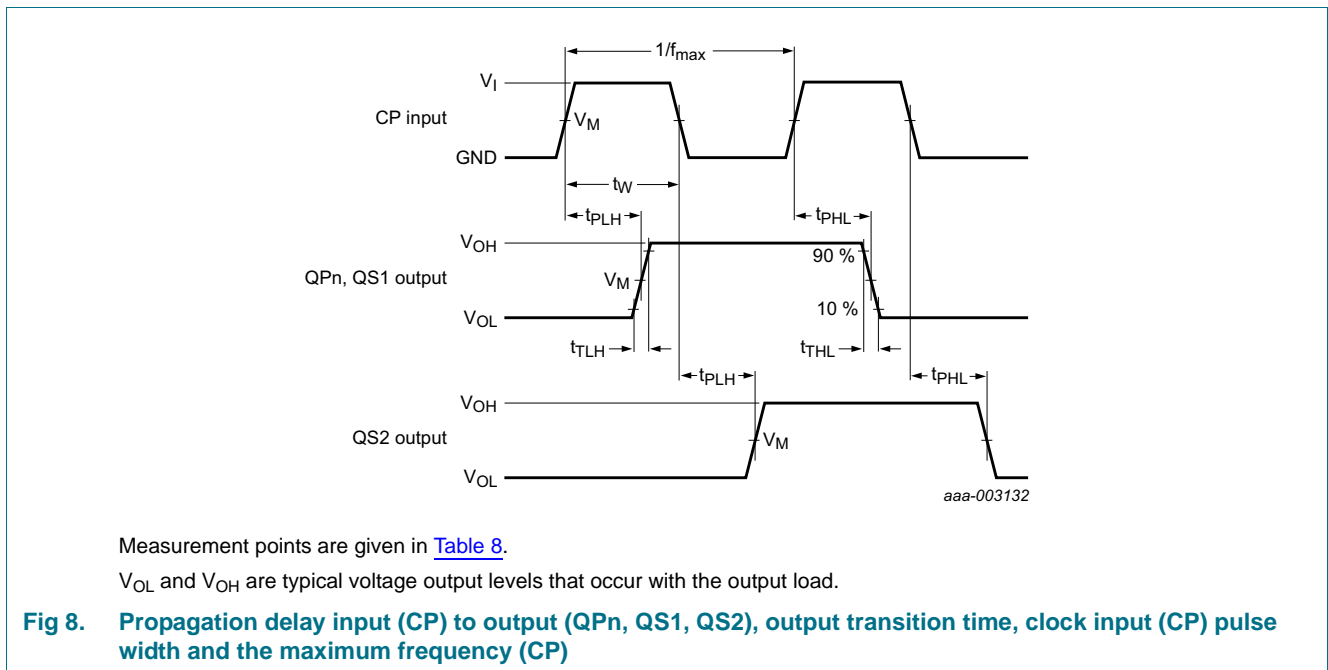 1/fmax
VI
CP input
VM
GND
tW
tPLH
tPHL
VOH
90 %
QPn, QS1 output
VM
10 %
VOL
tTLH
tTHL
tPLH
tPHL
VOH
QS2 output
VM
VOL
aaa-003132
Measurement points are given in Table 8.
VOL and VOH are typical voltage output levels that occur with the output load.
Fig 8. Propagation delay input (CP) to output (QPn, QS1, QS2), output transition time, clock input (CP) pulse
width and the maximum frequency (CP)